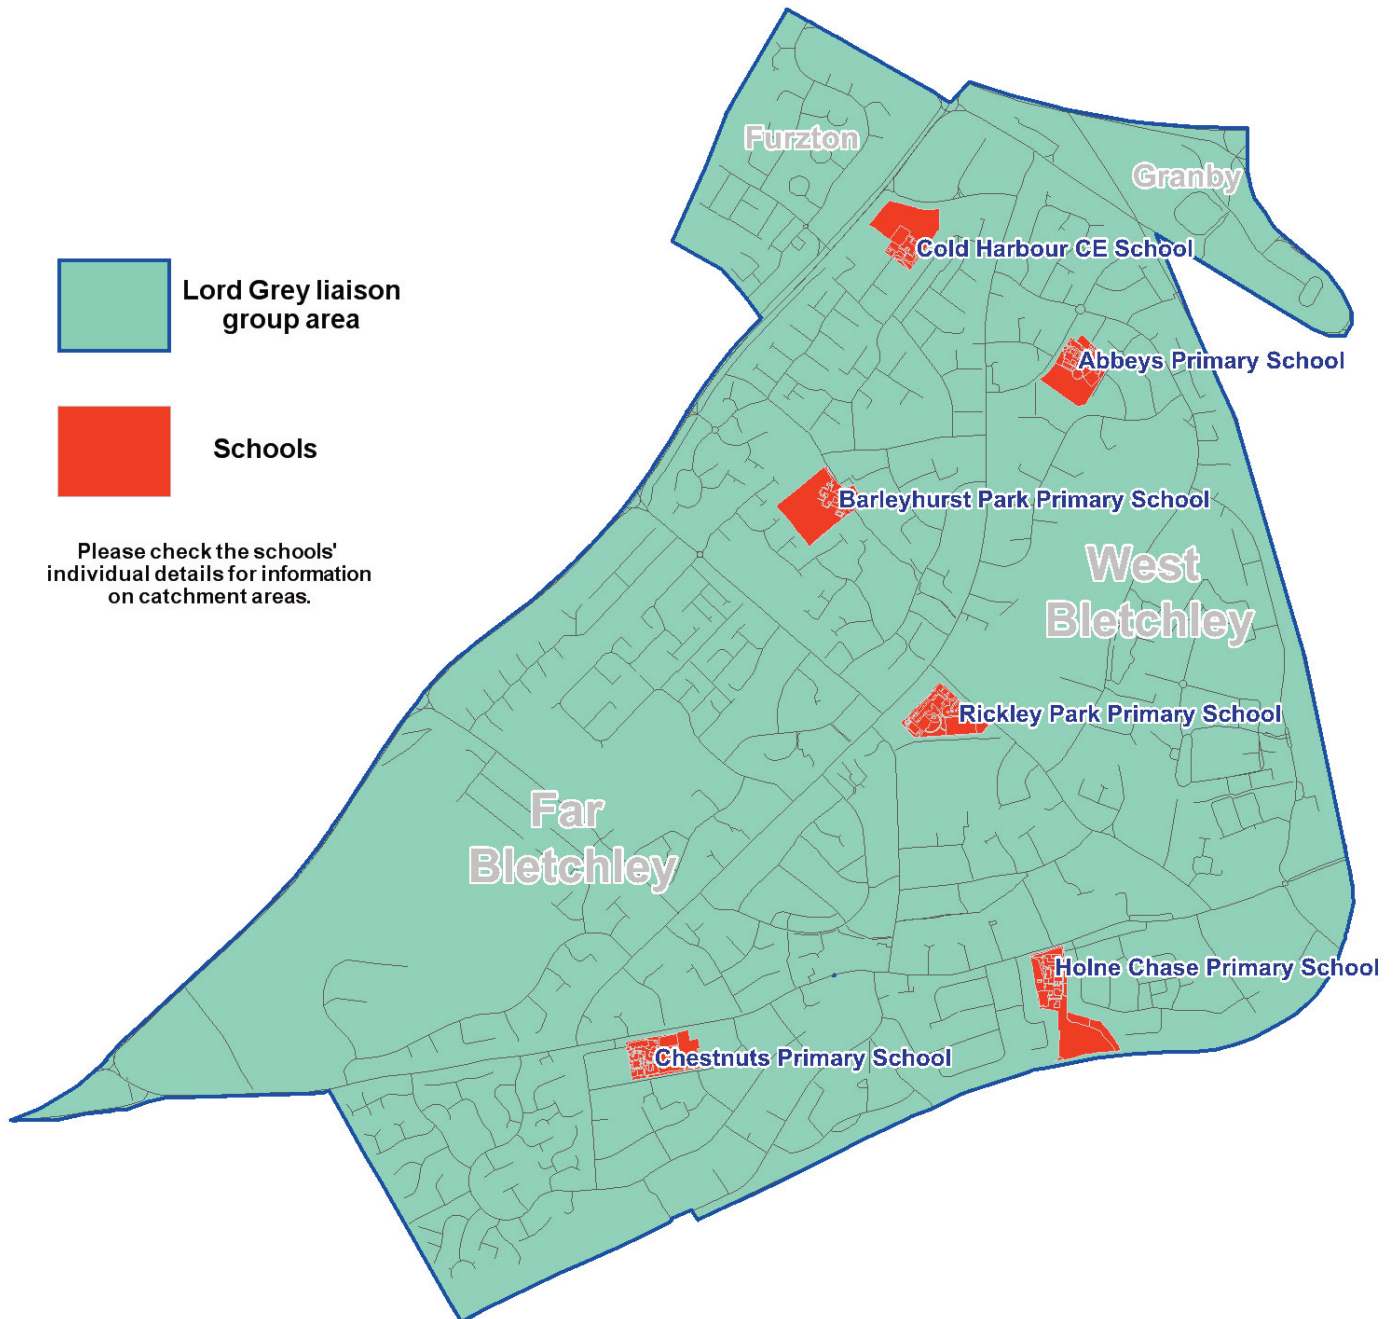 Furzton
Granby
Cold Harbour CE School
Lord Grey liaison
group area
Abbeys Primary School
Schools
Barleyhurst Park Primary School
Please check the schools'
individual details for information
on catchment areas.
West
Bletchley
Rickley Park Primary School
Far
Bletchley
Holne Chase Primary School
Chestnuts Primary School